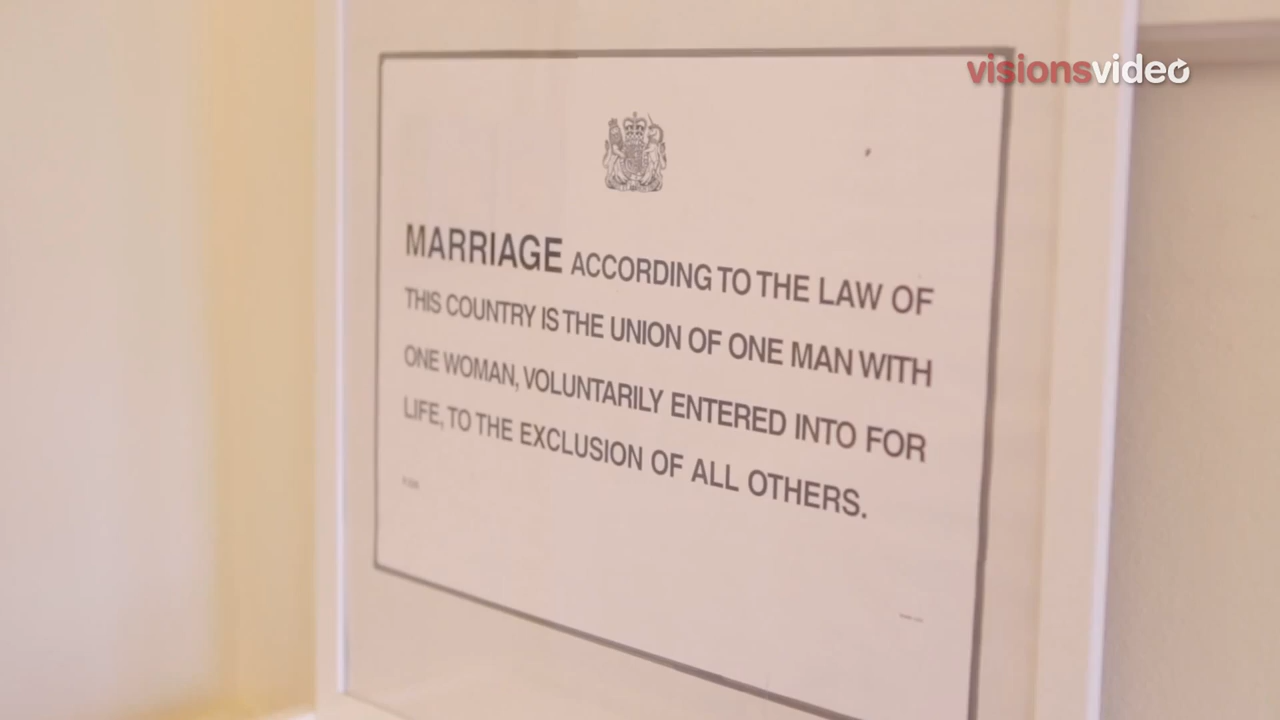 visionsvideo
MARRIAGE ACCORDING TO THE LAW OF
THIS COUNTRY IS THE UNION OF ONE MAN WITH
ONE WOMAN, VOLUNTARILY ENTERED INTO FOR
LIFE, TO THE EXCLUSION OF ALL OTHERS.